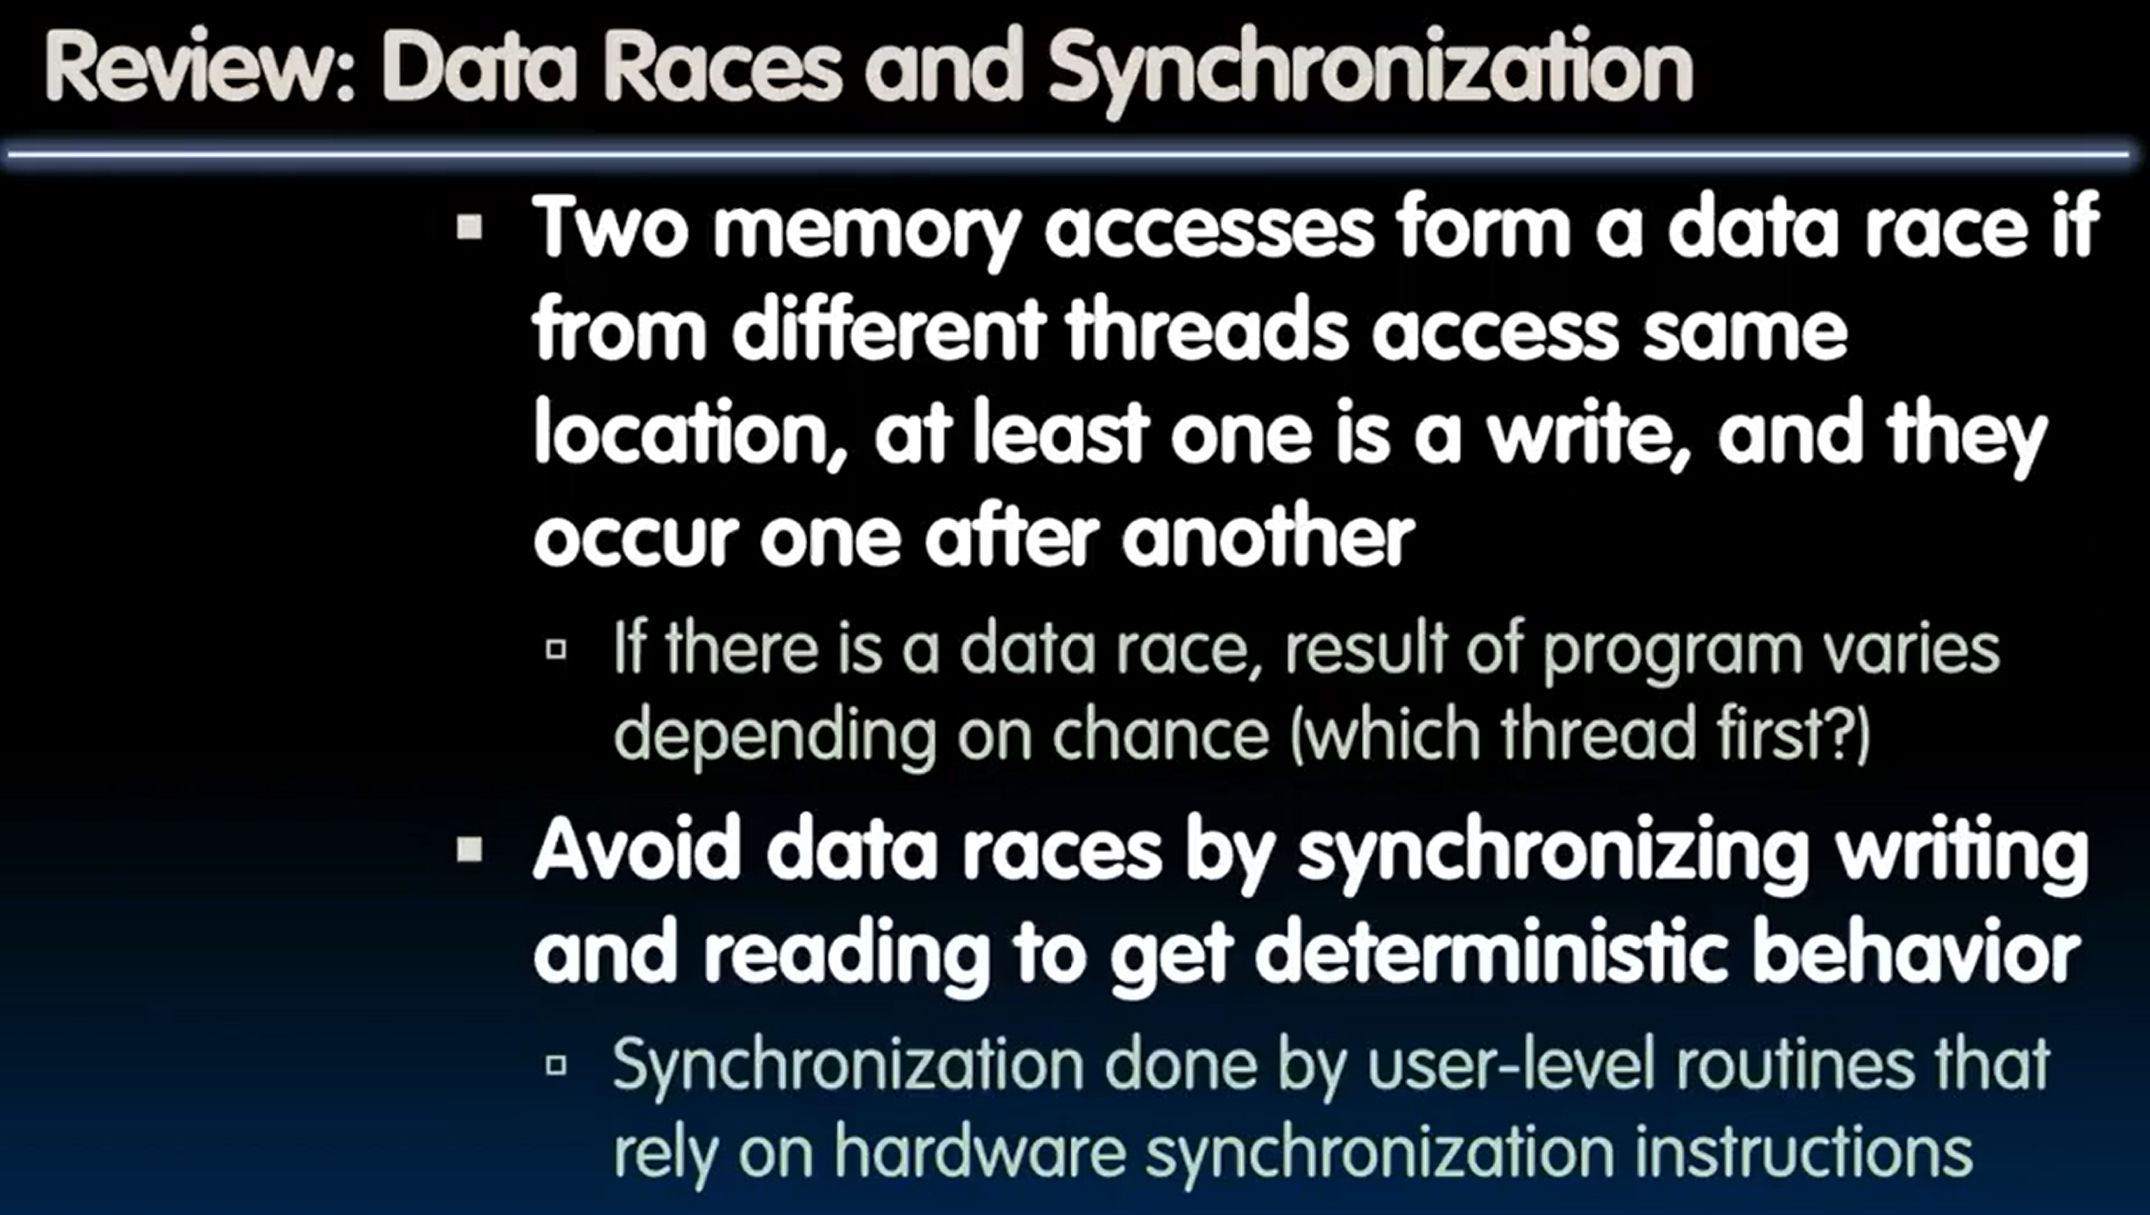 Review: Data Races and Synchronization
Two memory accesses form a data race if
from different threads access same
location, at least one is a write, and they
occur one after another
If there is a data race, result of program varies
depending on chance (which thread first?)
Avoid data races by synchronizing writing
and reading to get deterministic behavior
Synchronization done by user-level routines that
rely on hardware synchronization instructions